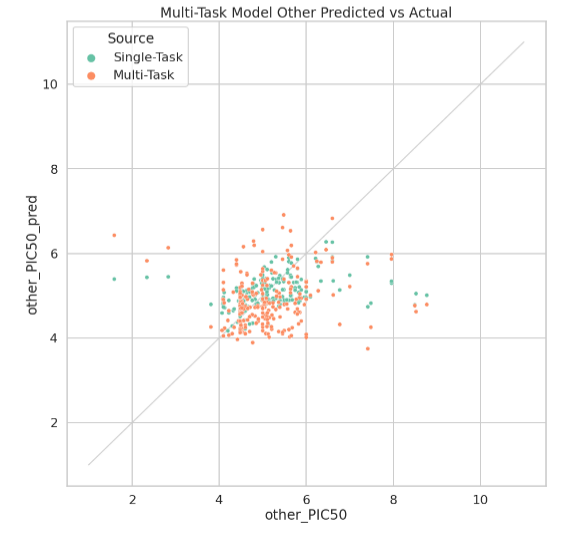 Multi-Task Model Other Predicted vs Actual
Source
Single-Task
Multi-Task
10
8
6
4
2
other_PIC50_pred
2 4 6 8 10
other_PIC50